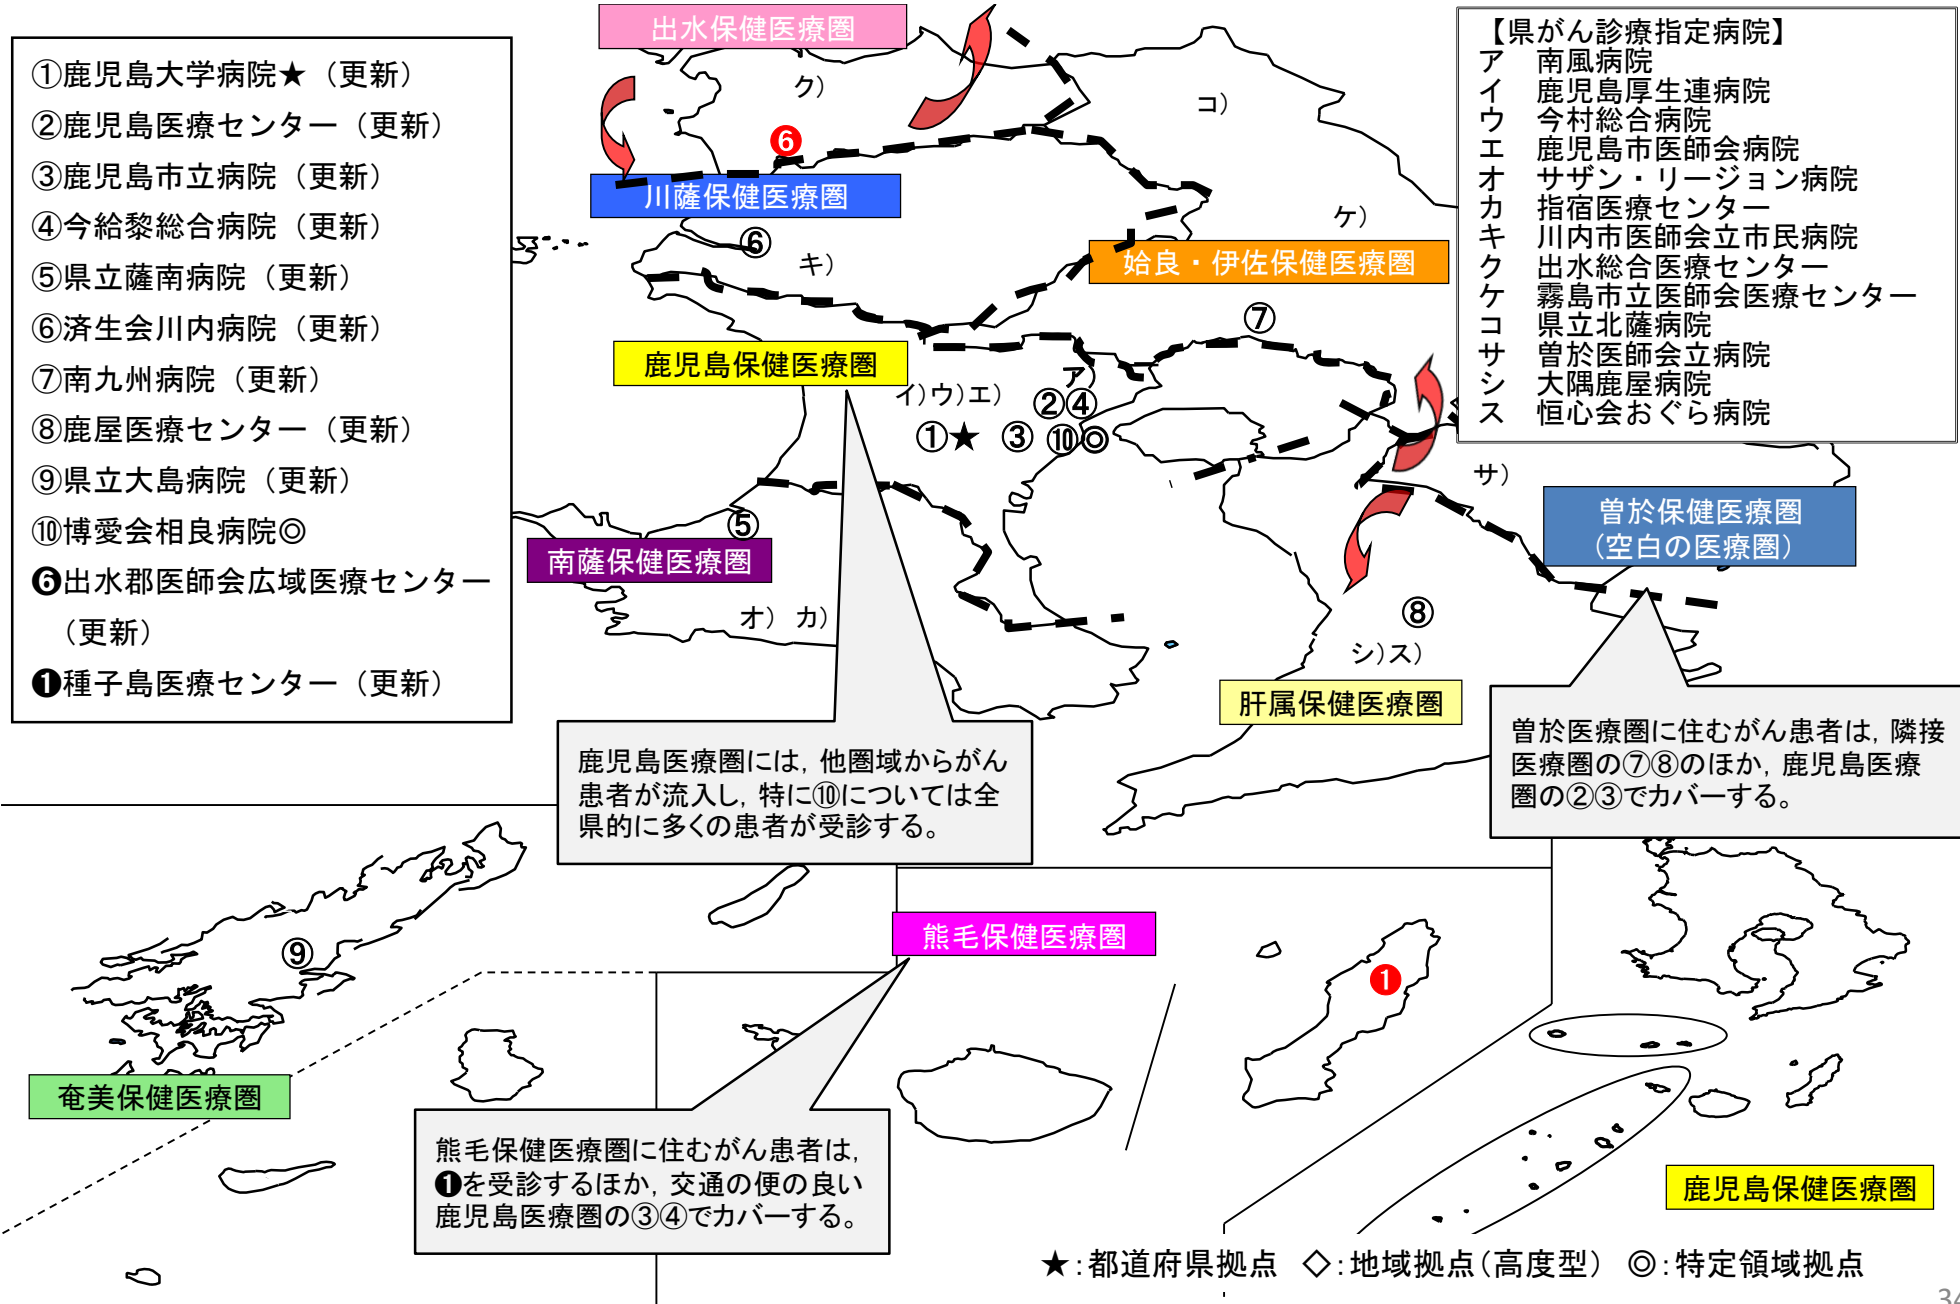 ①鹿児島大学病院★（更新）
②鹿児島医療センター（更新）
③鹿児島市立病院（更新）
④今給黎総合病院（更新）
⑤県立薩南病院（更新）
⑥済生会川内病院（更新）
⑦南九州病院（更新）
⑧鹿屋医療センター（更新）
⑨県立大島病院（更新）
⑩博愛会相良病院◎
❻出水郡医師会広域医療センター
（更新）
❶種子島医療センター（更新）
出水保健医療圏
ク）
❻
コ）
川薩保健医療圏
⑥
キ）
ケ）
姶良・伊佐保健医療圏
⑦
【県がん診療指定病院】
ア　南風病院
イ　鹿児島厚生連病院
ウ　今村総合病院
エ　鹿児島市医師会病院
オ　サザン・リージョン病院
カ　指宿医療センター
キ　川内市医師会立市民病院
ク　出水総合医療センター
ケ　霧島市立医師会医療センター
コ　県立北薩病院
サ　曽於医師会立病院
シ　大隅鹿屋病院
ス　恒心会おぐら病院
鹿児島保健医療圏
ア）
イ）ウ）エ）
②④
①★　③　⑩◎
サ）
曽於保健医療圏
（空白の医療圏）
⑤
南薩保健医療圏
オ）カ）
⑧
シ）ス）
肝属保健医療圏
鹿児島医療圏には，他圏域からがん
患者が流入し，特に⑩については全
県的に多くの患者が受診する。
曽於医療圏に住むがん患者は，隣接
医療圏の⑦⑧のほか，鹿児島医療
圏の②③でカバーする。
⑨
奄美保健医療圏
熊毛保健医療圏
❶
熊毛保健医療圏に住むがん患者は，
❶を受診するほか，交通の便の良い
鹿児島医療圏の③④でカバーする。
鹿児島保健医療圏
★：都道府県拠点　◇：地域拠点（高度型）　◎：特定領域拠点